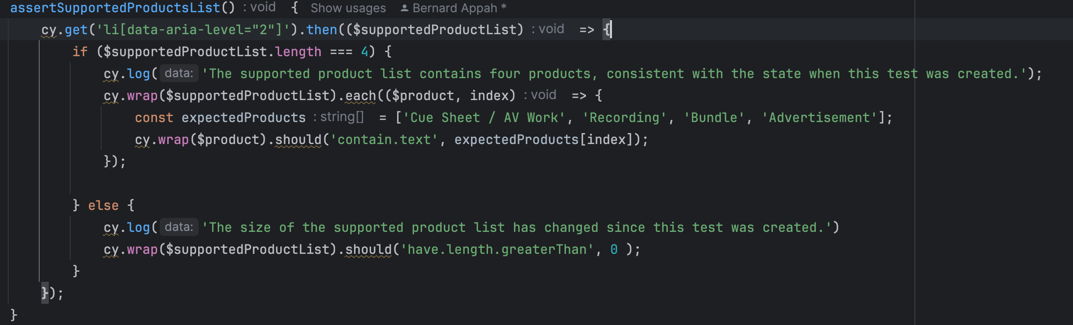 assertSupportedProductsList() : void { Show usages Bernard Appah *
cy.get('li[data-aria-level="2"]').then(($supportedProductList) : void => {
if ($supportedProductList.length === 4) {
cy.log( data: 'The supported product list contains four products, consistent with the state when this test was created.');
cy.wrap($supportedProductList).each(($product, index) : void => {
const expectedProducts : string[] = ['Cue Sheet / AV Work', 'Recording', 'Bundle', 'Advertisement'];
cy.wrap($product).should('contain.text', expectedProducts[index]);
});
} else {
cy.log( data: 'The size of the supported product list has changed since this test was created.')
cy.wrap($supportedProductList).should('have.length.greaterThan', 0 );
}
});
}